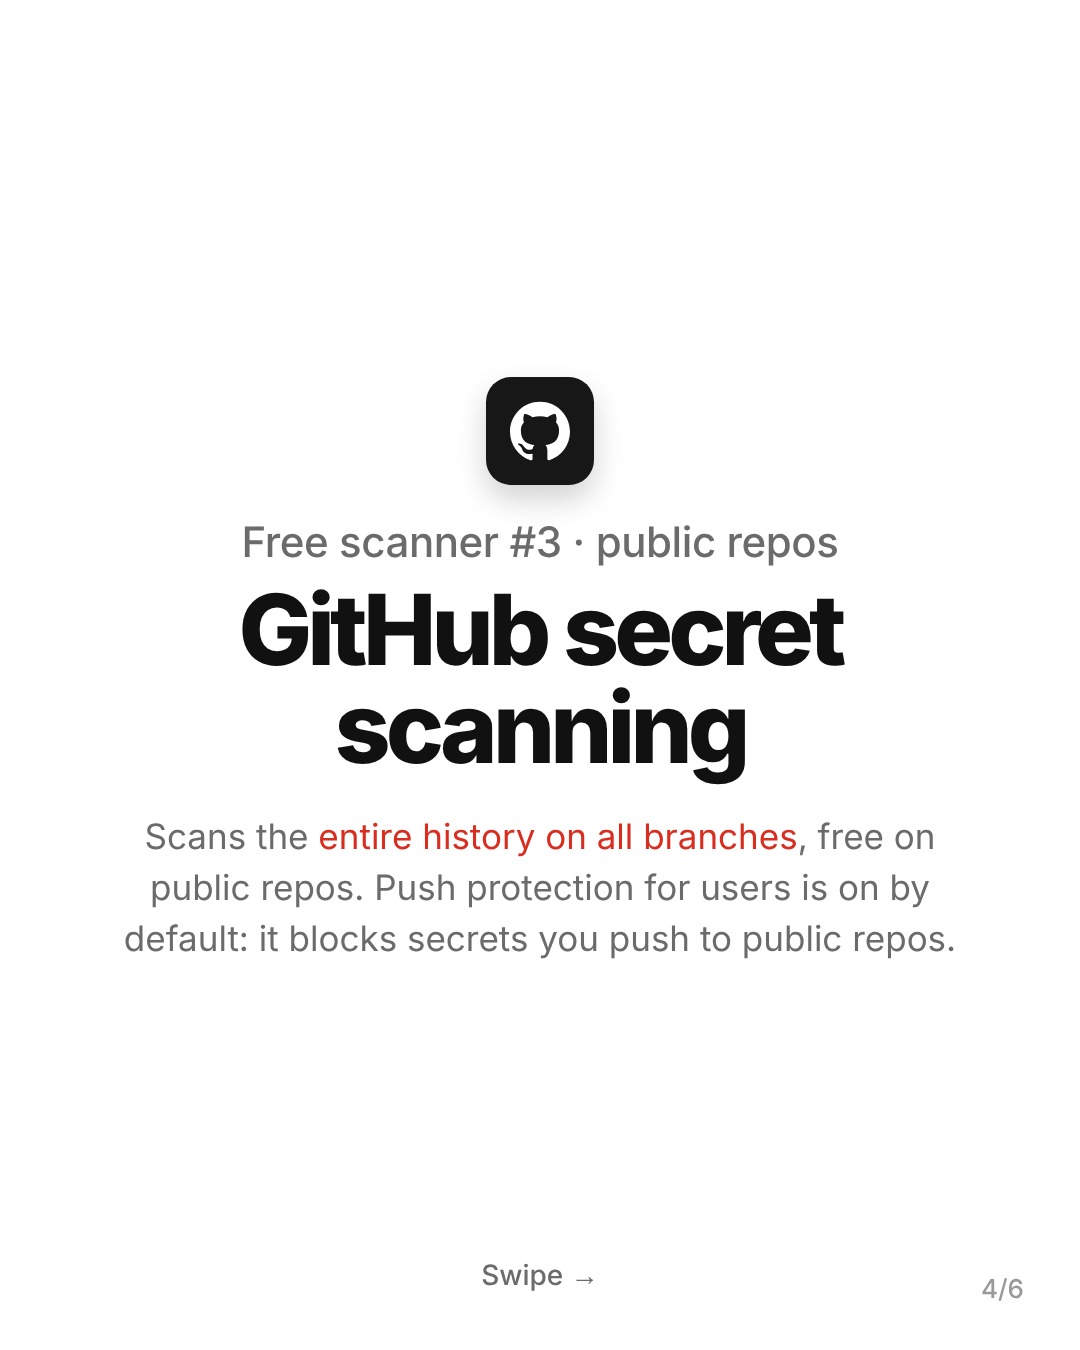 Free scanner #3 · public repos
GitHub secret
scanning
Scans the entire history on all branches, free on
public repos. Push protection for users is on by
default: it blocks secrets you push to public repos.
Swipe →
4/6